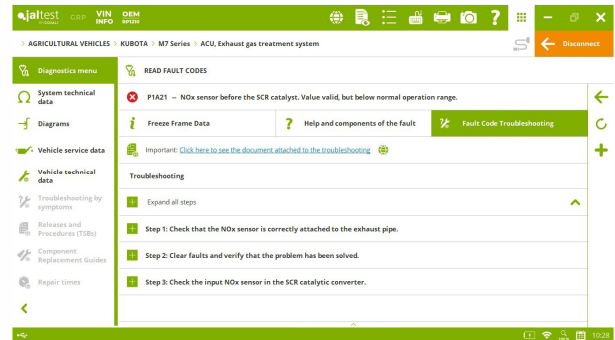 jaltest
GRP
VIN
INFO
OEM
> AGRICULTURAL VEHICLES > KUBOTA > M7 Series > ACU, Exhaust gas treatment system
Disconnect
Diagnostics menu
READ FAULT CODES
System technical
data
P1A21 -- NOx sensor before the SCR catalyst. Value valid, but below normal operation range.
Diagrams
Freeze Frame Data
Help and components of the fault
Fault Code Troubleshooting
Vehicle service data
Important: Click here to see the document attached to the troubleshooting
Vehicle technical
data
Troubleshooting
Troubleshooting by
symptoms
Expand all steps
Releases and
Procedures (TSBs)
Step 1: Check that the NOx sensor is correctly attached to the exhaust pipe.
Component
Replacement Guides
Step 2: Clear faults and verify that the problem has been solved.
Repair times
Step 3: Check the input NOx sensor in the SCR catalytic converter.
10:28